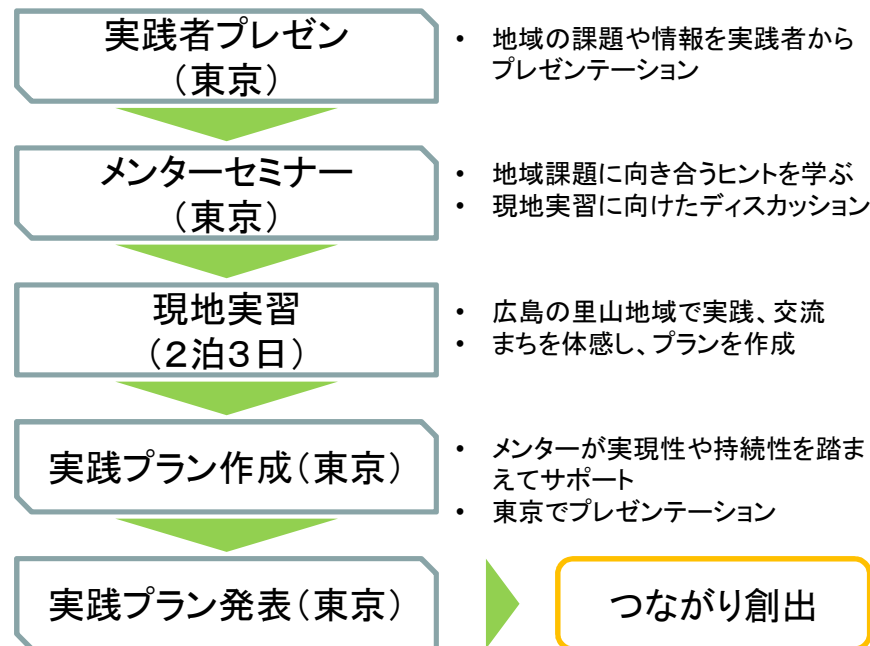 実践者プレゼン
（東京）
• 地域の課題や情報を実践者から
プレゼンテーション
メンターセミナー
（東京）
• 地域課題に向き合うヒントを学ぶ
• 現地実習に向けたディスカッション
現地実習
（２泊３日）
• 広島の里山地域で実践、交流
• まちを体感し、プランを作成
実践プラン作成（東京）
• メンターが実現性や持続性を踏ま
えてサポート
• 東京でプレゼンテーション
実践プラン発表（東京）
つながり創出